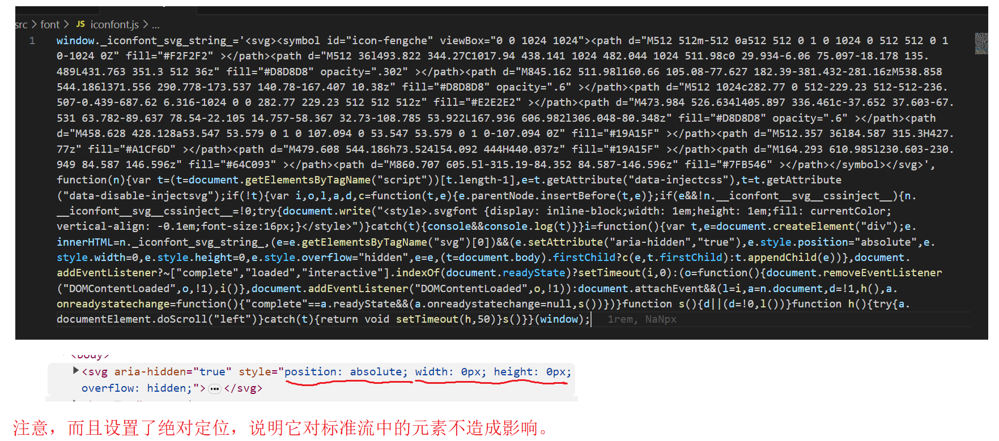 src > font > JS iconfont.js > ...
1 window._iconfont_svg_string_='<svg><symbol id="icon-fengche" viewBox="0 0 1024 1024"><path d="M512 512m-512 0a512 512 0 1 0 1024 0 512 512 0 1
0-1024 0Z" fill="#F2F2F2" ></path><path d="M512 36l493.822 344.27C1017.94 438.141 1024 482.044 1024 511.98c0 29.934-6.06 75.097-18.178 135.
489L431.763 351.3 512 36z" fill="#D8D8D8" opacity=".302" ></path><path d="M845.162 511.98l160.66 105.08-77.627 182.39-381.432-281.16zM538.858
544.186l371.556 290.778-173.537 140.78-167.407 10.38z" fill="#D8D8D8" opacity=".6" ></path><path d="M512 1024c282.77 0 512-229.23 512-512-236.
507-0.439-687.62 6.316-1024 0 0 282.77 229.23 512 512 512z" fill="#E2E2E2" ></path><path d="M473.984 526.634l405.897 336.461c-37.652 37.603-67.
531 63.782-89.637 78.54-22.105 14.757-58.367 32.73-108.785 53.922L167.936 606.982l306.048-80.348z" fill="#D8D8D8" opacity=".6" ></path><path
d="M458.628 428.128a53.547 53.579 0 1 0 107.094 0 53.547 53.579 0 1 0-107.094 0Z" fill="#19A15F" ></path><path d="M512.357 36l84.587 315.3H427.
77z" fill="#A1CF6D" ></path><path d="M479.608 544.186h73.524l54.092 444H440.037z" fill="#19A15F" ></path><path d="M164.293 610.985l230.603-230.
949 84.587 146.596z" fill="#64C093" ></path><path d="M860.707 605.5l-315.19-84.352 84.587-146.596z" fill="#7FB546" ></path></symbol></svg>',
function(n){var t=(t=document.getElementsByTagName("script"))[t.length-1],e=t.getAttribute("data-injectcss"),t=t.getAttribute
("data-disable-injectsvg");if(!t){var i,o,l,a,d,c=function(t,e){e.parentNode.insertBefore(t,e)};if(e&&!n.__iconfont__svg__cssinject__){n.
__iconfont__svg__cssinject__=!0;try{document.write("<style>.svgfont {display: inline-block;width: 1em;height: 1em;fill: currentColor;
vertical-align: -0.1em;font-size:16px;}</style>")}catch(t){console&&console.log(t)}}i=function(){var t,e=document.createElement("div");e.
innerHTML=n._iconfont_svg_string_,(e=e.getElementsByTagName("svg")[0])&&(e.setAttribute("aria-hidden","true"),e.style.position="absolute",e.
style.width=0,e.style.height=0,e.style.overflow="hidden",e=e,(t=document.body).firstChild?c(e,t.firstChild):t.appendChild(e))},document.
addEventListener?~["complete","loaded","interactive"].indexOf(document.readyState)?setTimeout(i,0):(o=function(){document.removeEventListener
("DOMContentLoaded",o,!1),i()},document.addEventListener("DOMContentLoaded",o,!1)):document.attachEvent&&(l=i,a=n.document,d=!1,h(),a.
onreadystatechange=function(){"complete"==a.readyState&&(a.onreadystatechange=null,s())})}function s(){d||(d=!0,l())}function h(){try{a.
documentElement.doScroll("left")}catch(t){return void setTimeout(h,50)}s()}}(window); 1rem, NaNpx
<body>
<svg aria-hidden="true" style="position: absolute; width: 0px; height: 0px;
overflow: hidden;">...</svg>
注意，而且设置了绝对定位，说明它对标准流中的元素不造成影响。